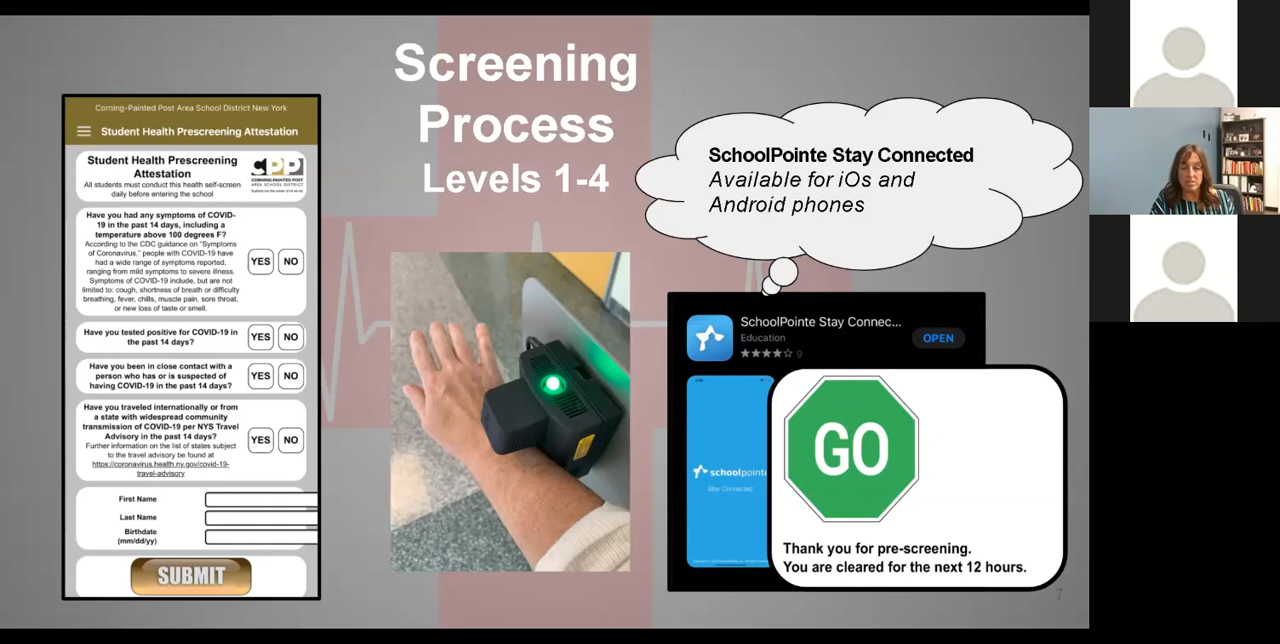 Screening
Process
Levels 1-4
Corning-Painted Post Area School District New York
Student Health Prescreening Attestation
Student Health Prescreening
Attestation
All students must conduct this health self-screen
daily before entering the school
CPP
CORNING-PAINTED POST
AREA SCHOOL DISTRICT
Have you had any symptoms of COVID-
19 in the past 14 days, including a
temperature above 100 degrees F?
According to the CDC guidance on "Symptoms
of Coronavirus," people with COVID-19 have
had a wide range of symptoms reported,
ranging from mild symptoms to severe illness.
Symptoms of COVID-19 include, but are not
limited to: cough, shortness of breath or difficulty
breathing, fever, chills, muscle pain, sore throat,
or new loss of taste or smell.
YES NO
Have you tested positive for COVID-19 in
the past 14 days?
YES NO
Have you been in close contact with a
person who has or is suspected of
having COVID-19 in the past 14 days?
YES NO
Have you traveled internationally or from
a state with widespread community
transmission of COVID-19 per NYS Travel
Advisory in the past 14 days?
Further information on the list of states subject
to the travel advisory be found at
https://coronavirus.health.ny.gov/covid-19-
travel-advisory
YES NO
First Name
Last Name
Birthdate
(mm/dd/yy)
SUBMIT
SchoolPointe Stay Connected
Available for iOs and
Android phones
SchoolPointe Stay Connec...
Education
9
OPEN
schoolpointe
Stay Connected.
GO
Thank you for pre-screening.
You are cleared for the next 12 hours.
7